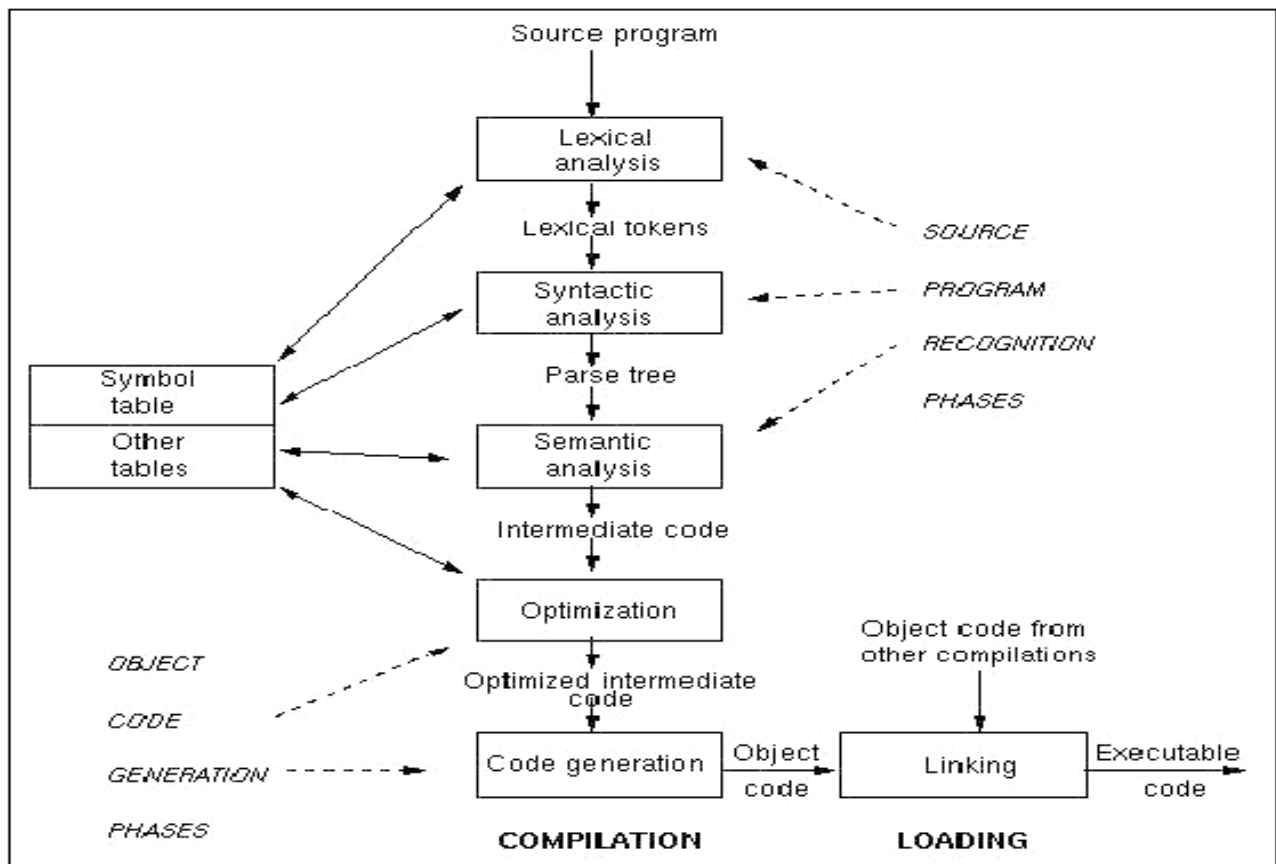 Source program
Lexical
analysis
Lexical tokens
SOURCE
Syntactic
analysis
PROGRAM
RECOGNITION
Parse tree
Symbol
table
PHASES
Other
tables
Semantic
analysis
Intermediate code
Optimization
Object code from
other compilations
OBJECT
Optimized intermediate
code
CODE
GENERATION
Code generation
Object
code
Linking
Executable
code
PHASES
COMPILATION
LOADING